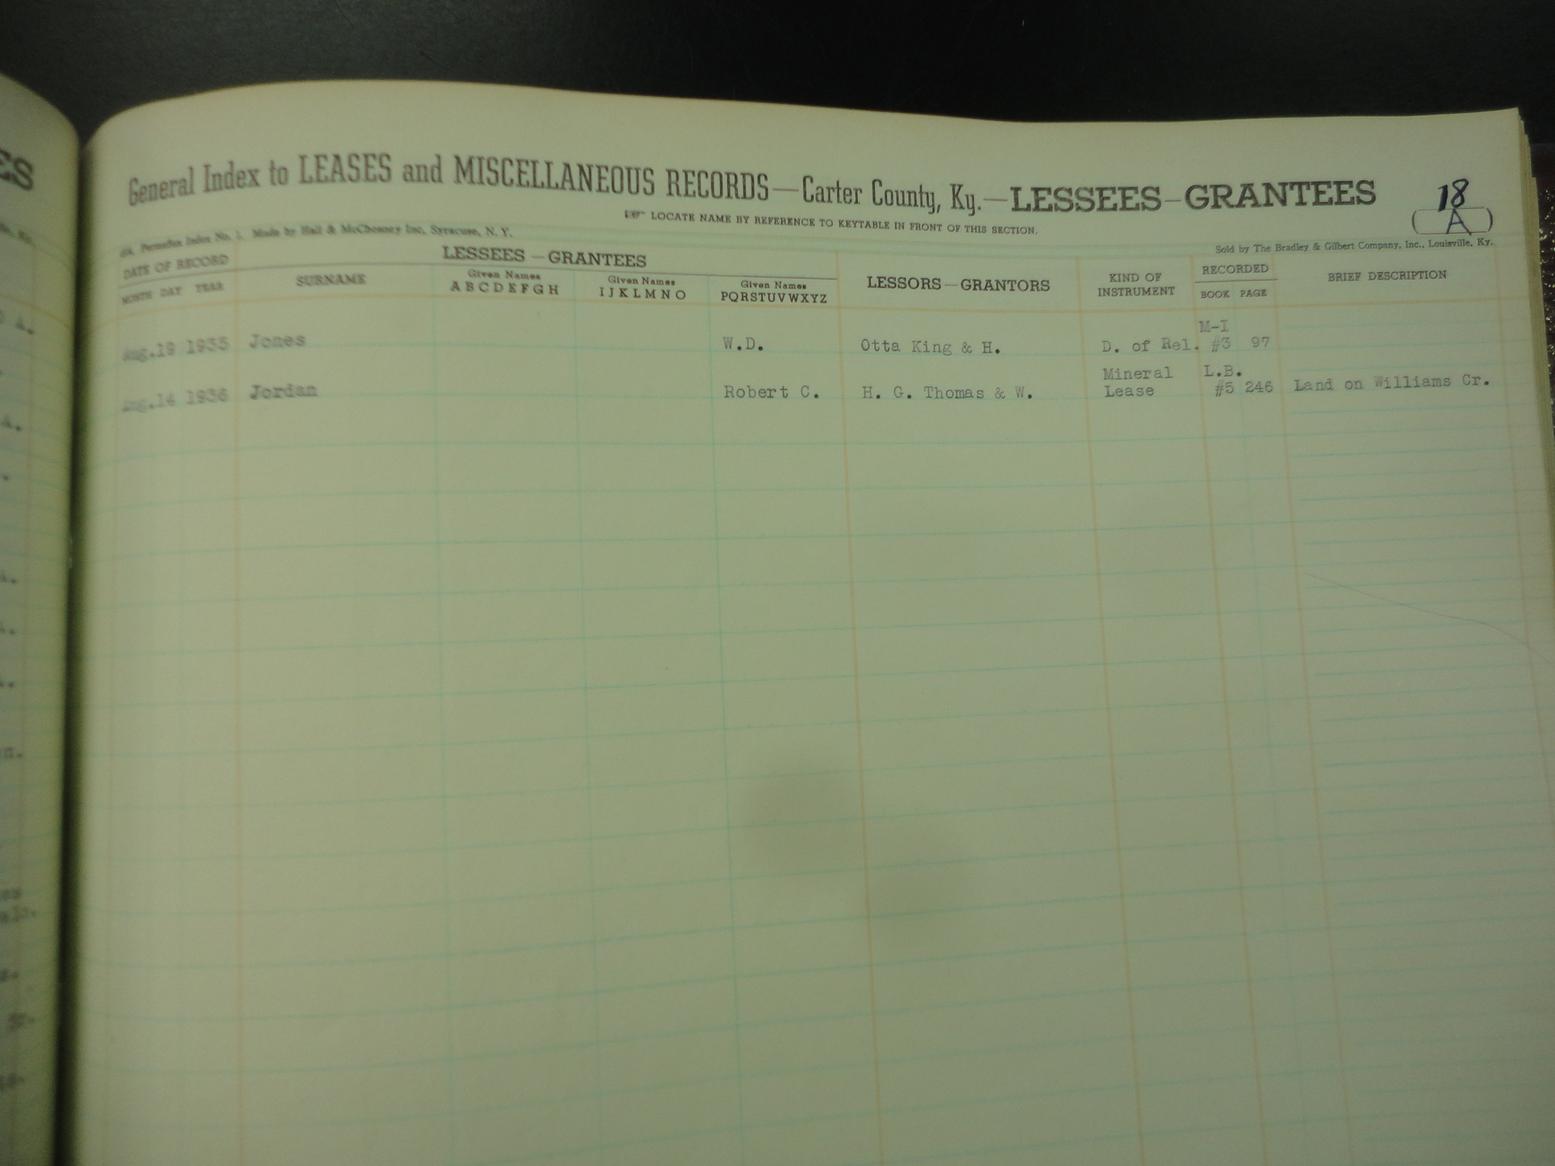 General Index to LEASES and MISCELLANEOUS RECORDS—Carter County, Ky.—LESSEES—GRANTEES
18
A
LOCATE NAME BY REFERENCE TO KEYTABLE IN FRONT OF THIS SECTION.
Index No. Made by Hall & McChesney Inc, Syracuse, N. Y.
Sold by The Bradley & Gilbert Company, Inc., Louisville, Ky.
DATE OF RECORD
MONTH DAY YEAR
LESSEES—GRANTEES
SURNAME
Given Names
A B C D E F G H
Given Names
I J K L M N O
Given Names
PQRSTUVWXYZ
LESSORS—GRANTORS
KIND OF
INSTRUMENT
RECORDED
BOOK PAGE
BRIEF DESCRIPTION
M-I
Aug.19 1935 Jones W.D. Otta King & H. D. of Rel. #3 97
Mineral L.B.
Aug.14 1936 Jordan Robert C. H. G. Thomas & W. Lease #5 246 Land on Williams Cr.